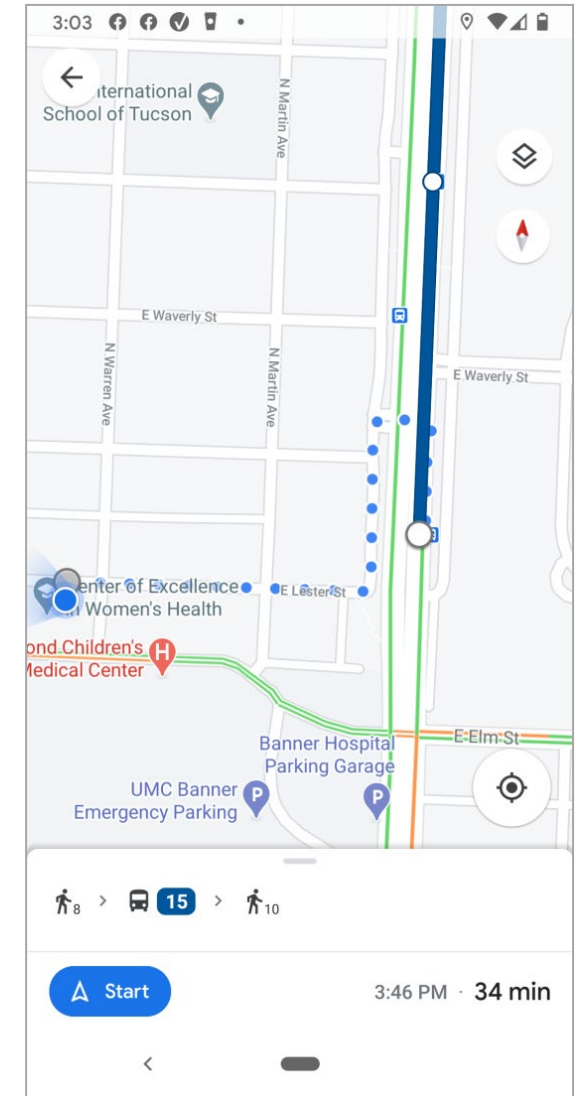 3:03
nternational
School of Tucson
N Martin Ave
E Waverly St
N Warren Ave
N Martin Ave
E Waverly St
enter of Excellence
in Women's Health
E Lester St
ond Children's
Medical Center
H
E Elm St
Banner Hospital
Parking Garage
P
UMC Banner
Emergency Parking
P
8 > 15 > 10
Start
3:46 PM · 34 min